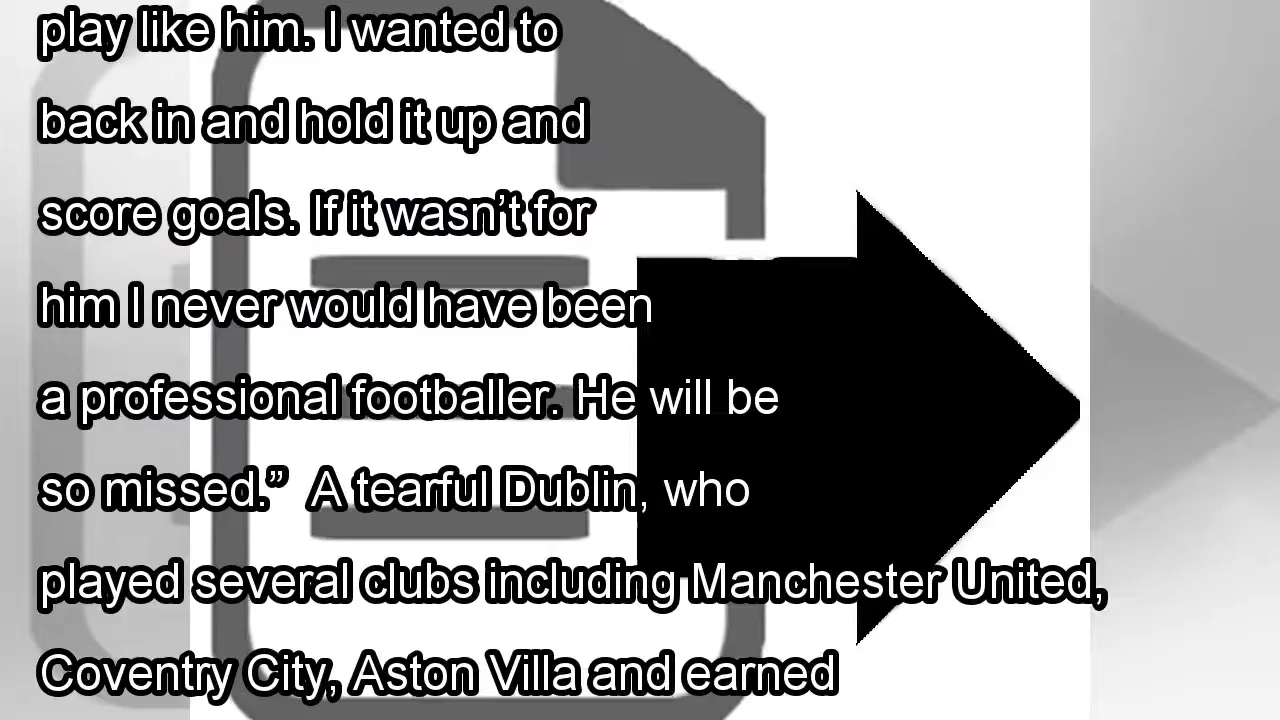 play like him. I wanted to
back in and hold it up and
score goals. If it wasn’t for
him I never would have been
a professional footballer. He will be
so missed.”  A tearful Dublin, who
played several clubs including Manchester United,
Coventry City, Aston Villa and earned